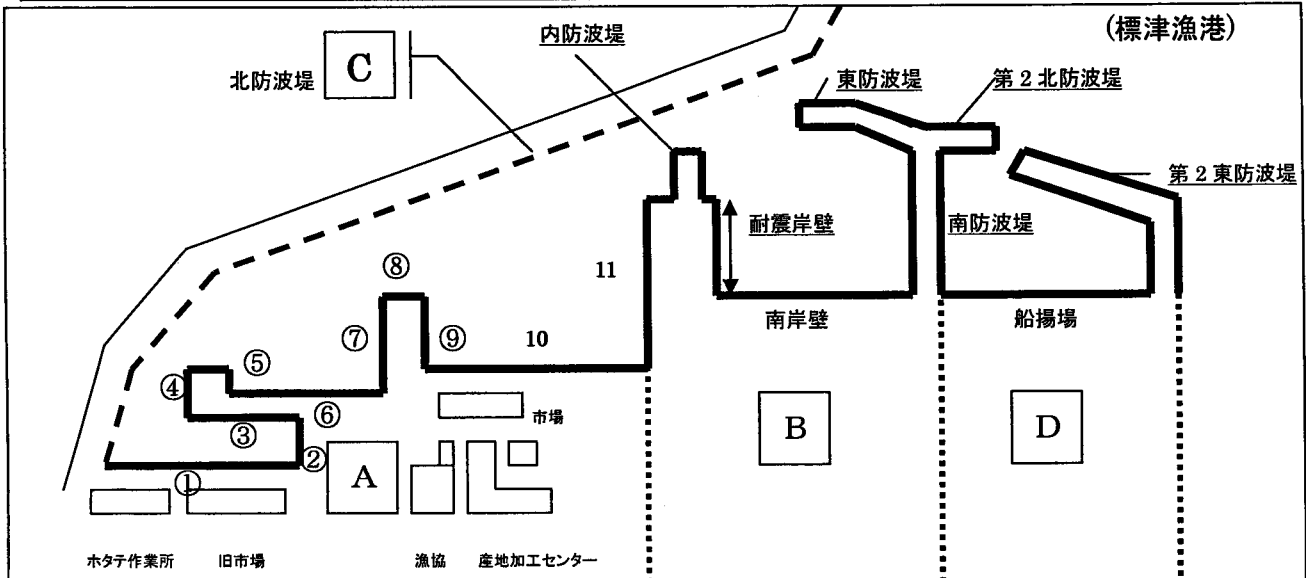 (標津漁港)
内防波堤
北防波堤
C
東防波堤
第2北防波堤
第2東防波堤
耐震岸壁
南防波堤
⑧
11
⑦
⑨
10
南岸壁
船揚場
⑤
④
⑥
市場
③
②
A
B
D
①
ホタテ作業所
旧市場
漁協
産地加工センター